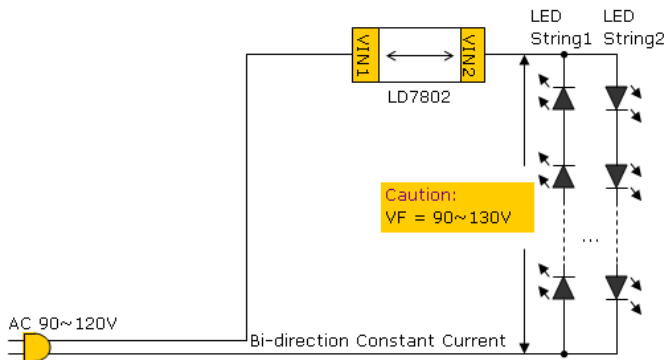 LED LED
String1 String2
VIN1 VIN2
LD7802
Caution:
VF = 90~130V
...
AC 90~120V
Bi-direction Constant Current